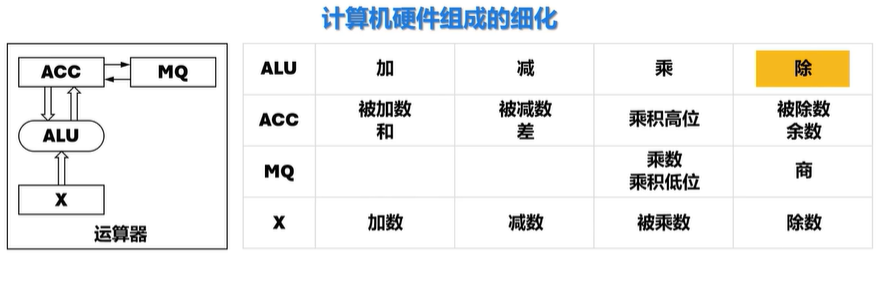 计算机硬件组成的细化
ACC MQ
ALU
X
运算器
ALU 加 减 乘 除
ACC 被加数 和 被减数 差 乘积高位 被除数 余数
MQ 乘数 乘积低位 商
X 加数 减数 被乘数 除数